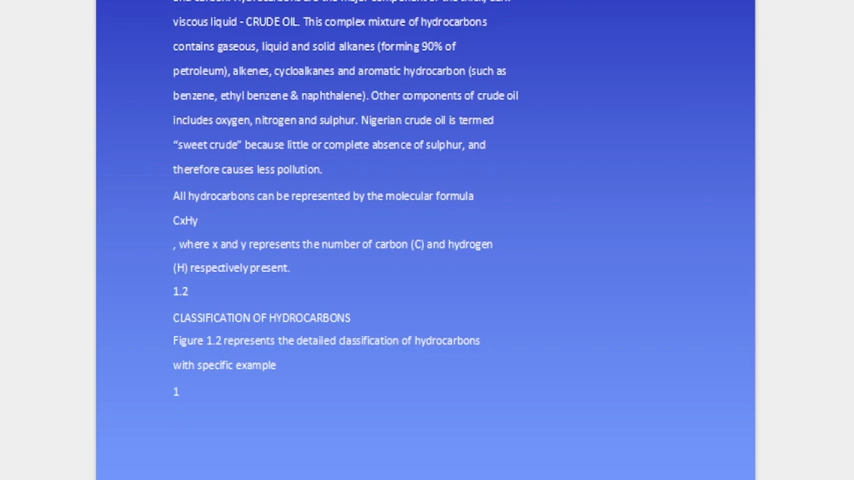 viscous liquid - CRUDE OIL. This complex mixture of hydrocarbons
contains gaseous, liquid and solid alkanes (forming 90% of
petroleum), alkenes, cycloalkanes and aromatic hydrocarbon (such as
benzene, ethyl benzene & naphthalene). Other components of crude oil
includes oxygen, nitrogen and sulphur. Nigerian crude oil is termed
“sweet crude” because little or complete absence of sulphur, and
therefore causes less pollution.
All hydrocarbons can be represented by the molecular formula
CxHy
, where x and y represents the number of carbon (C) and hydrogen
(H) respectively present.
1.2
CLASSIFICATION OF HYDROCARBONS
Figure 1.2 represents the detailed classification of hydrocarbons
with specific example
1